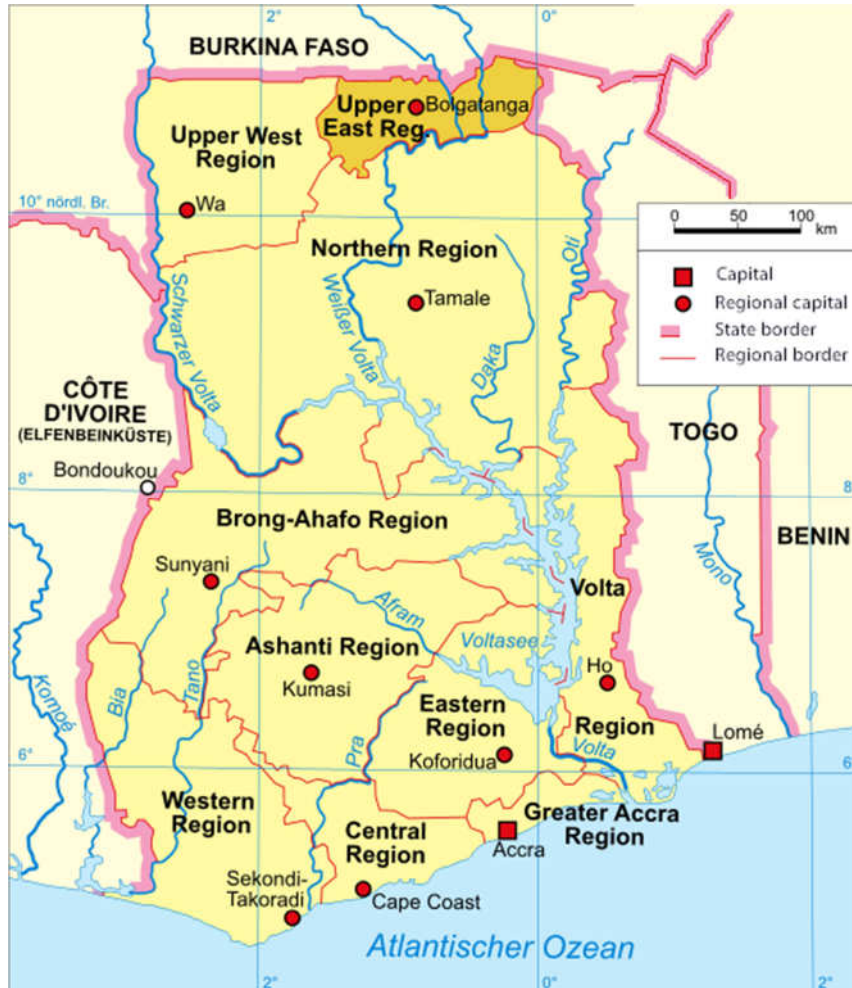 2°
0°
BURKINA FASO
Upper
East Reg.
Bolgatanga
Upper West
Region
10° nördl. Br.
Wa
0
50
100
km
Northern Region
Oti
Capital
Regional capital
State border
Regional border
Schwarzer Volta
Weißer Volta
Tamale
Daka
CÔTE
D'IVOIRE
(ELFENBEINKÜSTE)
TOGO
Bondoukou
8°
8
Brong-Ahafo Region
BENIN
Mono
Sunyani
Volta
Afram
Ashanti Region
Voltasee
Kumasi
Ho
Komoé
Bia
Tano
Eastern
Region
Region
Lomé
Pra
Koforidua
Volta
6°
6
Western
Region
Central
Region
Greater Accra
Region
Accra
Sekondi-
Takoradi
Cape Coast
Atlantischer Ozean
2°
0°
2°